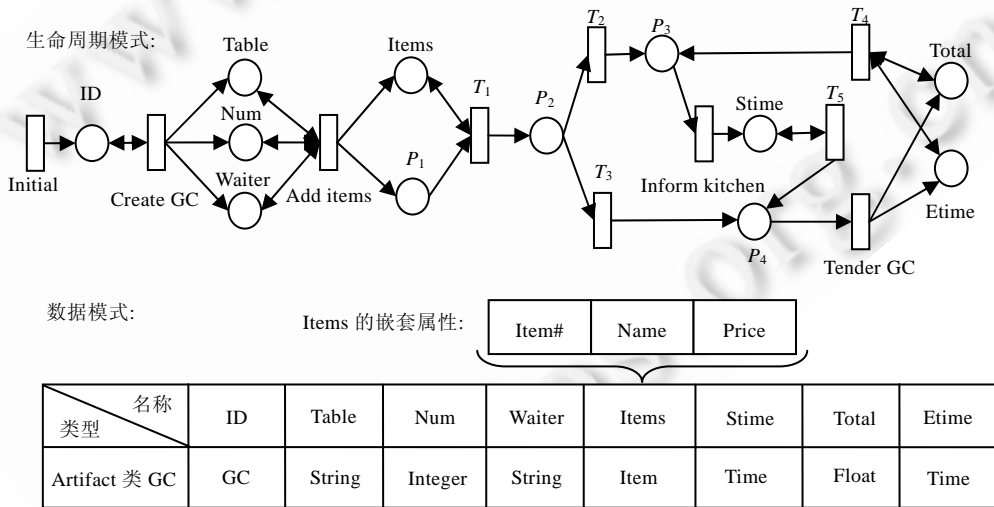 生命周期模式:
T2
P3
T4
Table
Items
Total
ID
Num
T1
P2
Stime
T5
Waiter
P1
T3
Initial
Create GC
Add items
Inform kitchen
Etime
P4
Tender GC
数据模式:
Items 的嵌套属性:
Item# Name Price
名称 类型 ID Table Num Waiter Items Stime Total Etime
Artifact 类 GC GC String Integer String Item Time Float Time